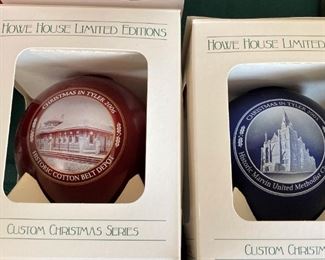 HOWE HOUSE LIMITED EDITIONS
CHRISTMAS IN TYLER 2006
HISTORIC COTTON BELT DEPOT
CUSTOM CHRISTMAS SERIES
HOWE HOUSE LIMITED
CHRISTMAS IN TYLER
Historic Marvin United Methodist
CUSTOM CHRISTM